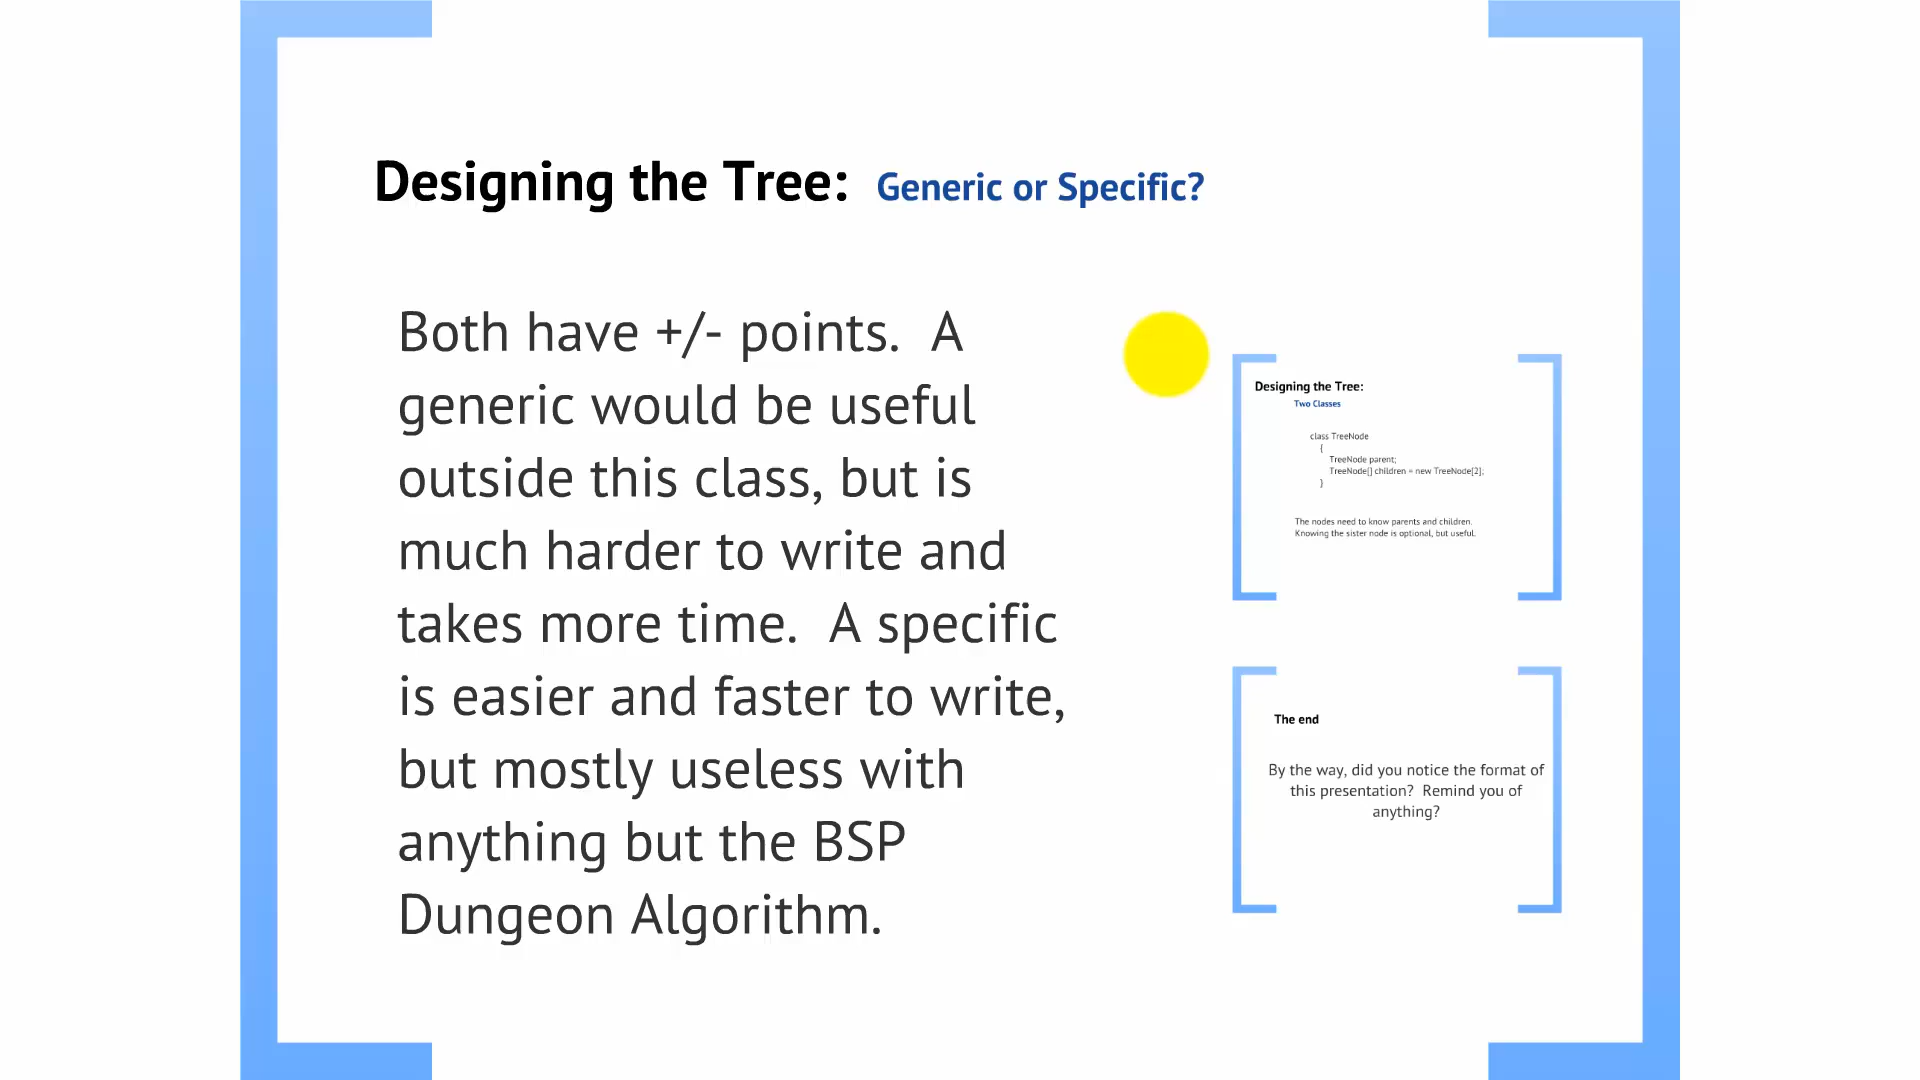 Designing the Tree: Generic or Specific?
Both have +/- points.  A
generic would be useful
outside this class, but is
much harder to write and
takes more time.  A specific
is easier and faster to write,
but mostly useless with
anything but the BSP
Dungeon Algorithm.
Designing the Tree:
Two Classes
class TreeNode
{
TreeNode parent;
TreeNode[] children = new TreeNode[2];
}
The nodes need to know parents and children.
Knowing the sister node is optional, but useful.
The end
By the way, did you notice the format of
this presentation?  Remind you of
anything?